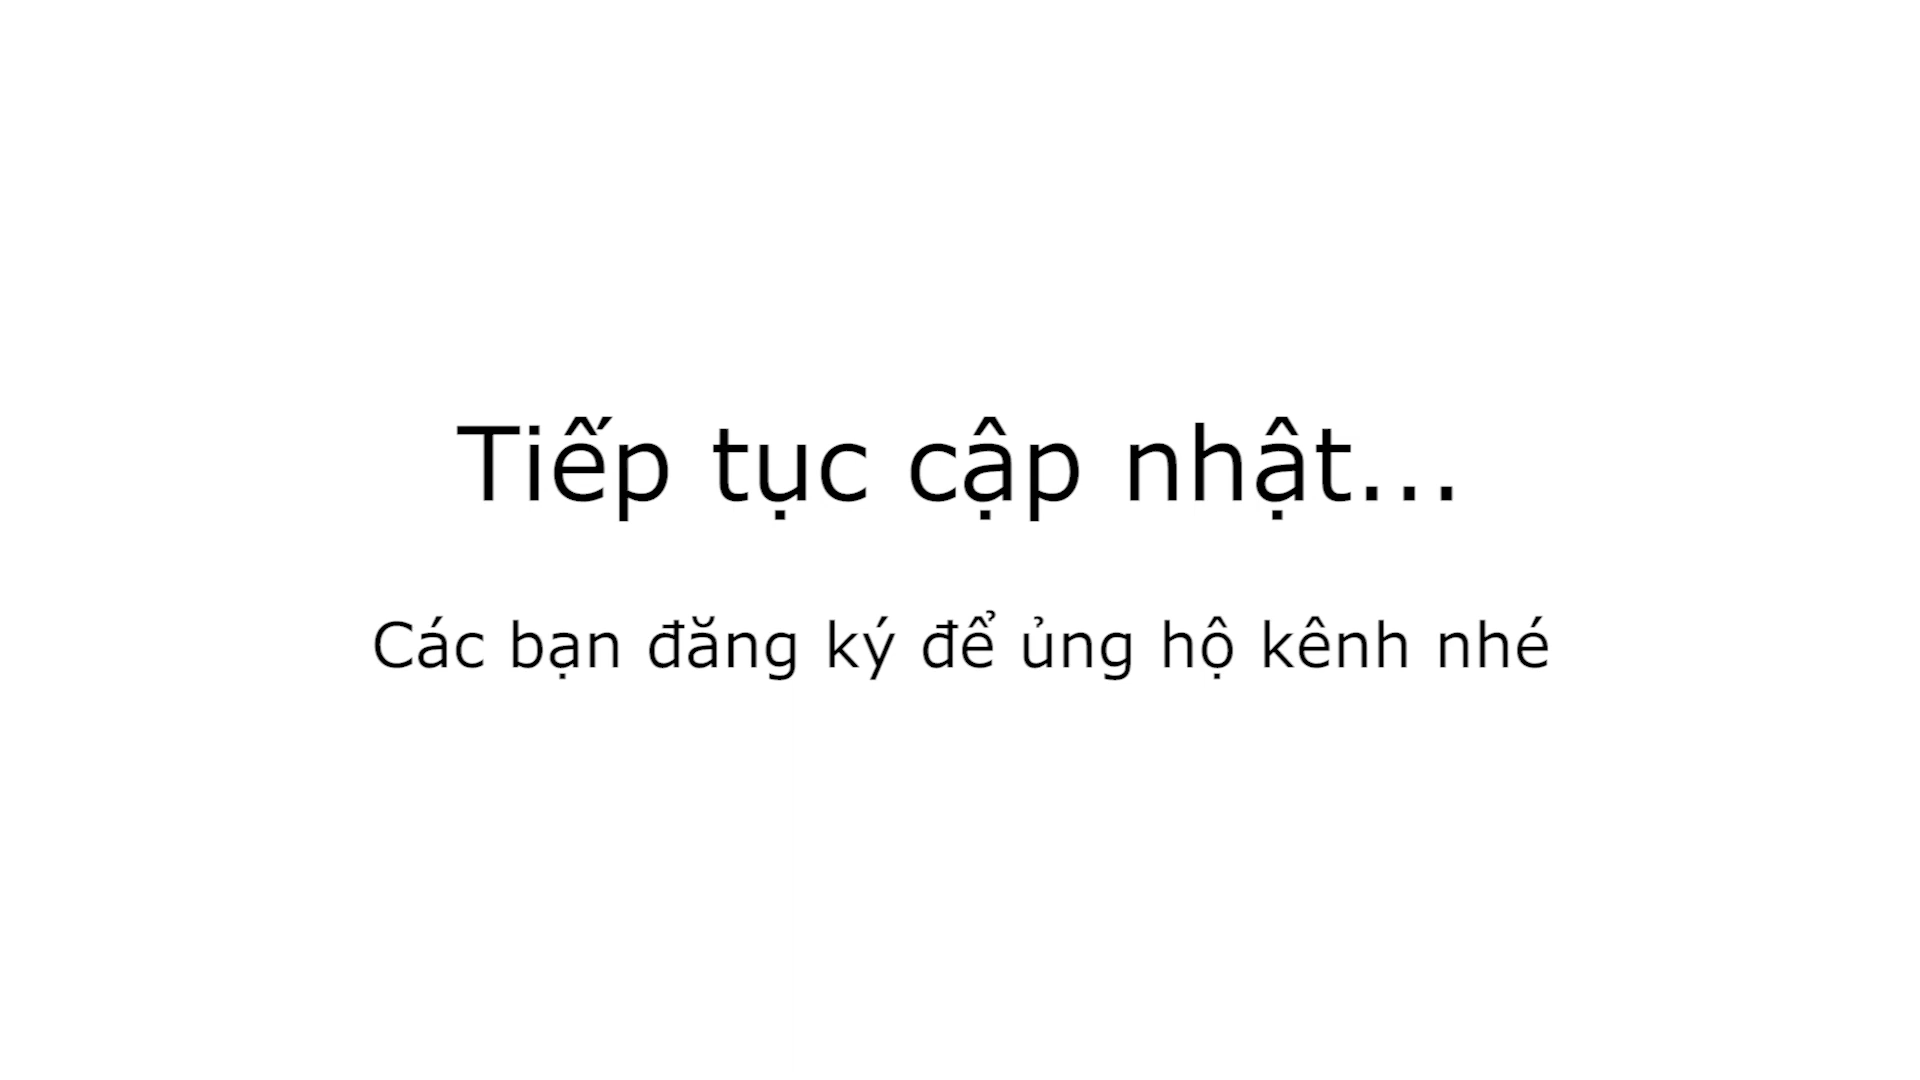 Tiếp tục cập nhật...
Các bạn đăng ký để ủng hộ kênh nhé